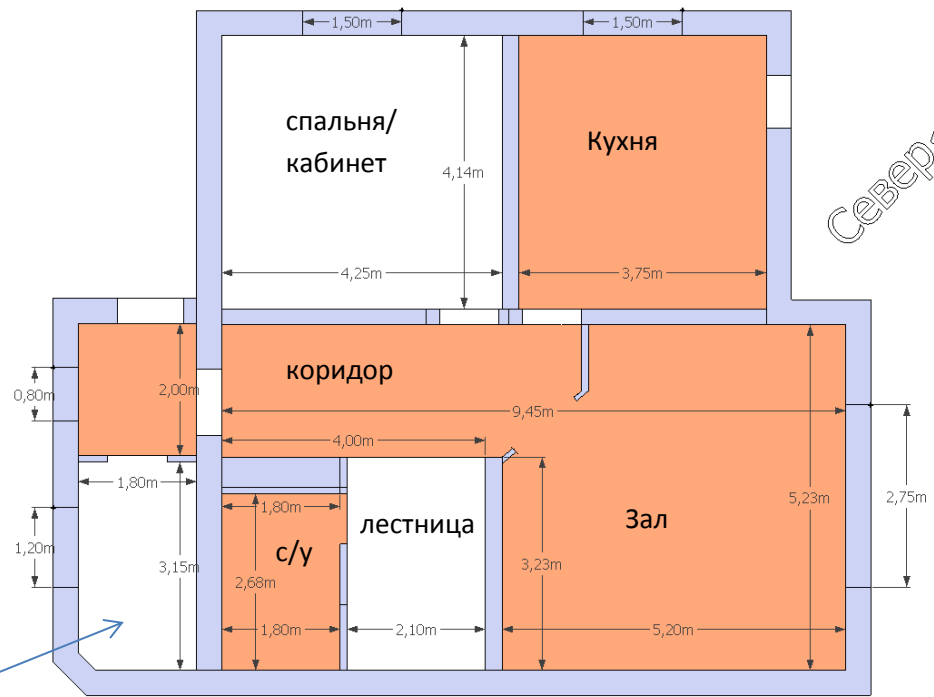 1,50m
1,50m
спальня/
кабинет
Кухня
4,14m
4,25m
3,75m
коридор
2,00m
0,80m
9,45m
4,00m
1,80m
5,23m
2,75m
1,80m
Зал
лестница
с/у
1,20m
3,15m
2,68m
3,23m
1,80m
2,10m
5,20m